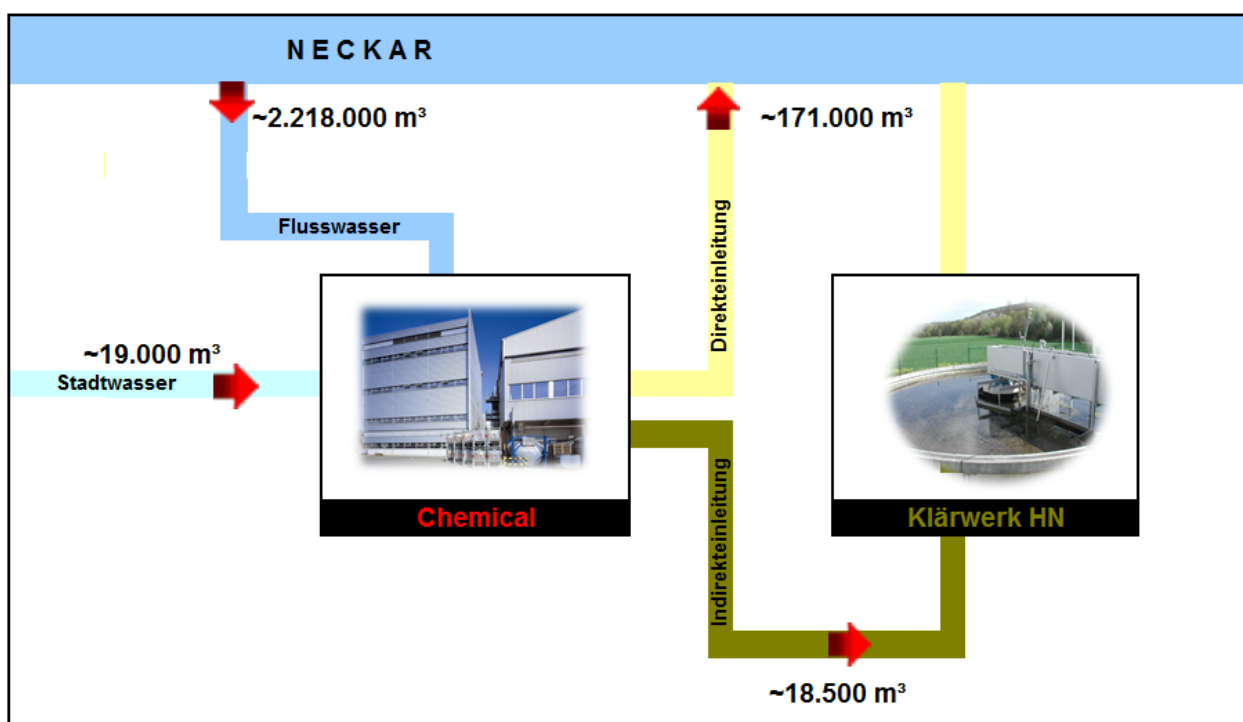 N E C K A R
~2.218.000 m³
~171.000 m³
Flusswasser
Direkteinleitung
~19.000 m³
Stadtwasser
Chemical
Klärwerk HN
Indirekteinleitung
~18.500 m³